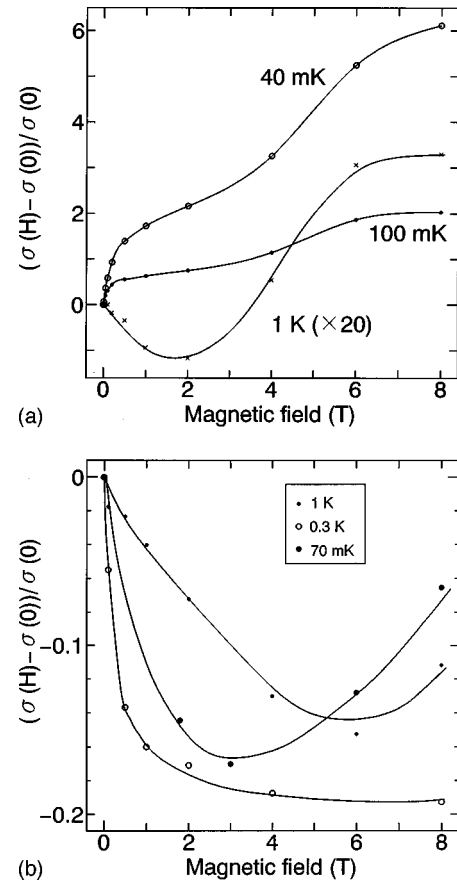 (a)
(σ(H)−σ(0))/σ(0)
6
4
2
0
40 mK
100 mK
1 K (×20)
0 2 4 6 8
Magnetic field (T)
(b)
(σ(H)−σ(0))/σ(0)
0
−0.1
−0.2
1 K
0.3 K
70 mK
0 2 4 6 8
Magnetic field (T)